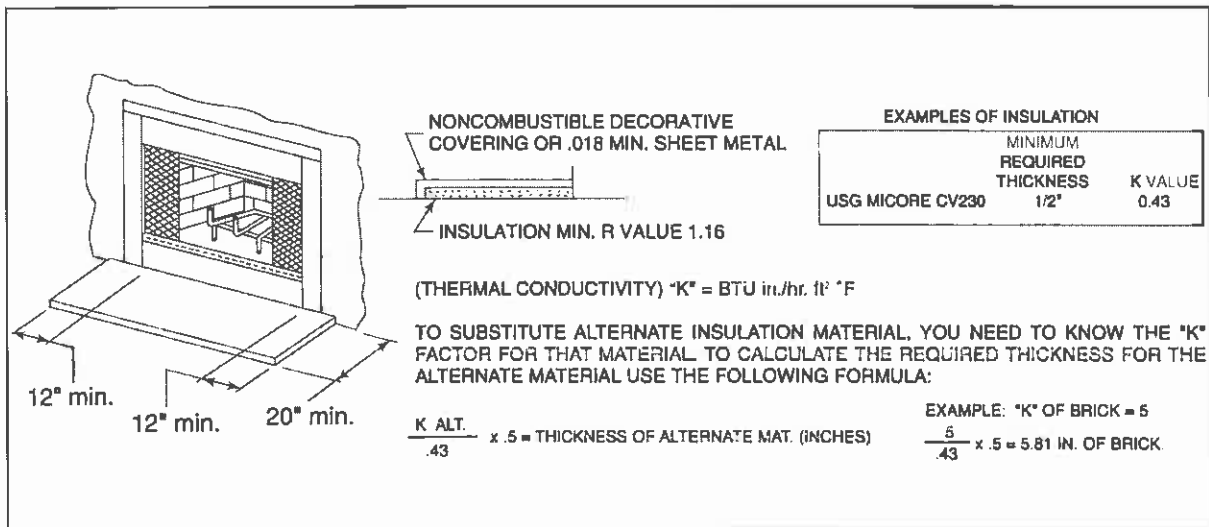 NONCOMBUSTIBLE DECORATIVE
COVERING OR .018 MIN. SHEET METAL
INSULATION MIN. R VALUE 1.16
12" min.
12" min.
20" min.
EXAMPLES OF INSULATION
MINIMUM
REQUIRED
THICKNESS K VALUE
USG MICORE CV230 1/2" 0.43
(THERMAL CONDUCTIVITY) "K" = BTU in./hr. ft² °F
TO SUBSTITUTE ALTERNATE INSULATION MATERIAL, YOU NEED TO KNOW THE "K"
FACTOR FOR THAT MATERIAL. TO CALCULATE THE REQUIRED THICKNESS FOR THE
ALTERNATE MATERIAL USE THE FOLLOWING FORMULA:
K ALT.
.43
x .5 = THICKNESS OF ALTERNATE MAT. (INCHES)
EXAMPLE: "K" OF BRICK = 5
5
.43
x .5 = 5.81 IN. OF BRICK